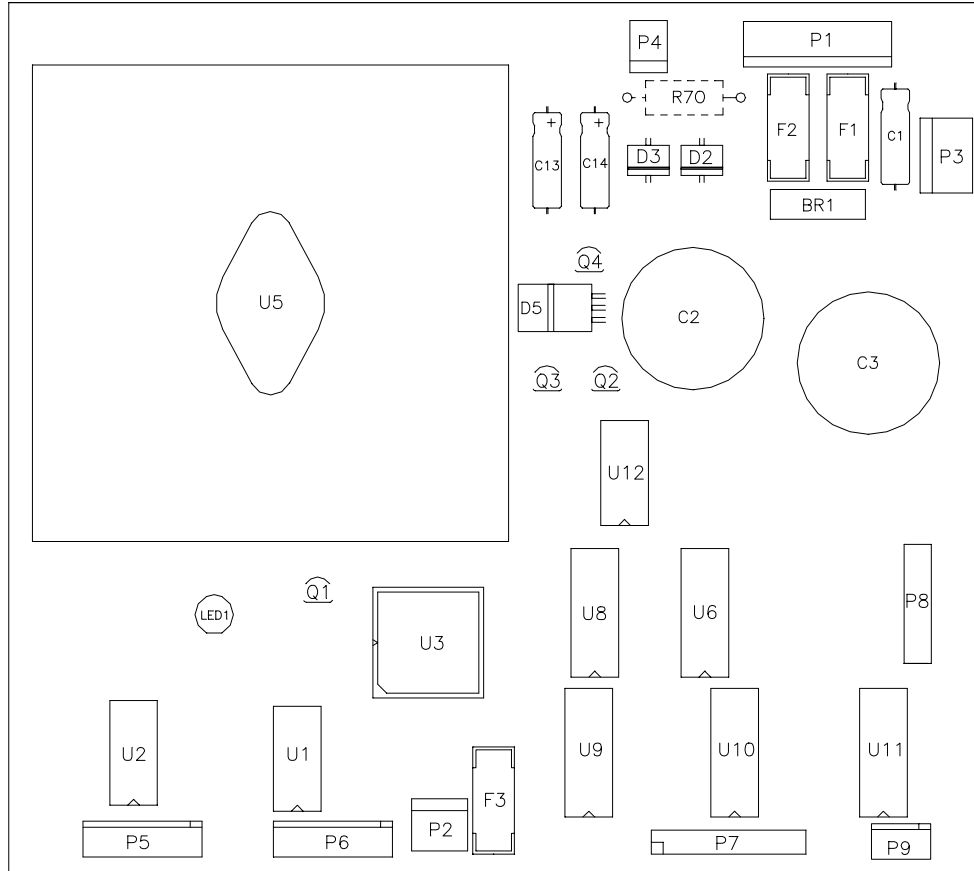 P4
P1
R70
F2
F1
C1
P3
C13
+
C14
+
D3
D2
BR1
Q4
U5
D5
C2
C3
Q3
Q2
U12
Q1
LED1
U3
U8
U6
P8
U2
U1
F3
U9
U10
U11
P5
P6
P2
P7
P9